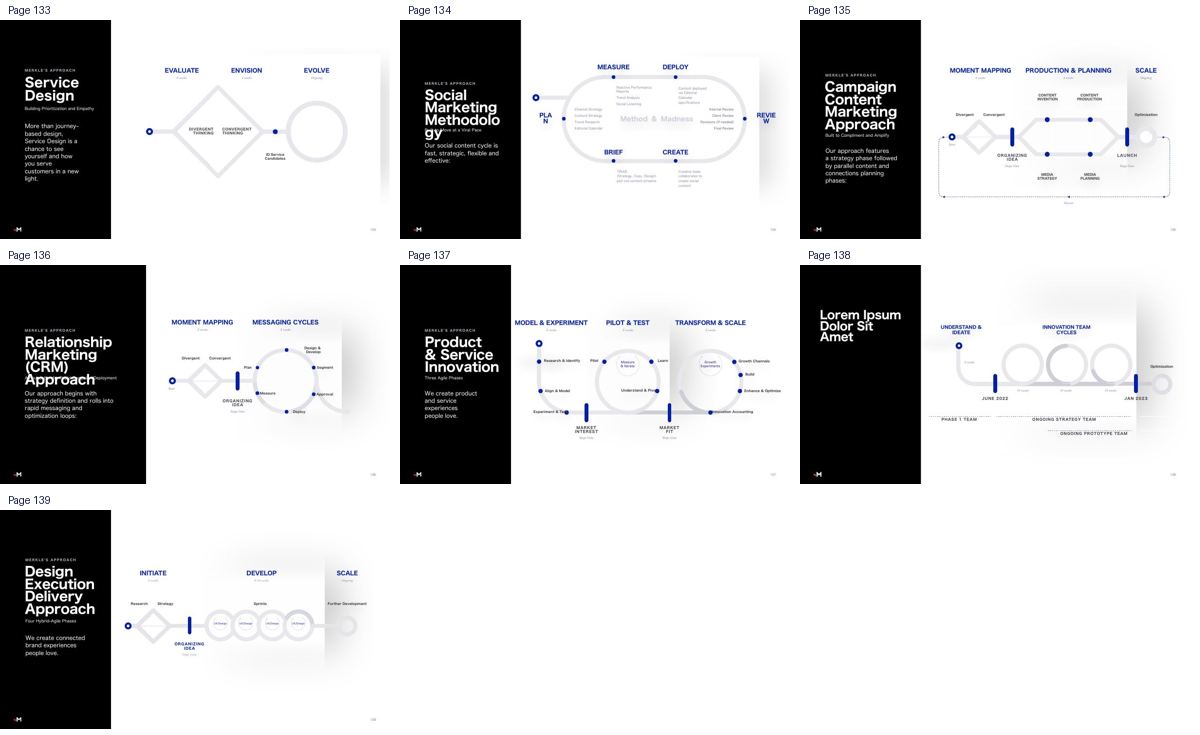 Page 133
MERKLE'S APPROACH
Service
Design
Building Prioritization and Empathy
More than journey-
based design,
Service Design is a
chance to see
yourself and how
you serve
customers in a new
light.
EVALUATE
ENVISION
EVOLVE
DIVERGENT
THINKING
CONVERGENT
THINKING
ID Service
Candidates
Page 134
MERKLE'S APPROACH
Social
Marketing
Methodolo
gy
Move at a Viral Pace
Our social content cycle is
fast, strategic, flexible and
effective:
MEASURE
DEPLOY
PLA
N
REVIE
W
Method & Madness
BRIEF
CREATE
Page 135
MERKLE'S APPROACH
Campaign
Content
Marketing
Approach
Built to Compliment and Amplify
Our approach features
a strategy phase followed
by parallel content and
connections planning
phases:
MOMENT MAPPING
PRODUCTION & PLANNING
SCALE
CONTENT
INVENTION
CONTENT
PRODUCTION
Divergent
Convergent
Optimisation
ORGANIZING
IDEA
LAUNCH
MEDIA
STRATEGY
MEDIA
PLANNING
Page 136
MERKLE'S APPROACH
Relationship
Marketing
(CRM)
Approach
Our approach begins with
strategy definition and rolls into
rapid messaging and
optimization loops:
MOMENT MAPPING
MESSAGING CYCLES
Divergent
Convergent
Design &
Develop
Plan
Segment
Measure
Approval
Deploy
ORGANIZING
IDEA
Page 137
MERKLE'S APPROACH
Product
& Service
Innovation
Three Agile Phases
We create product
and service
experiences
people love.
MODEL & EXPERIMENT
PILOT & TEST
TRANSFORM & SCALE
Research & Identify
Pilot
Measure
& Iterate
Learn
Growth
Experiments
Growth Channels
Build
Align & Model
Enhance & Optimize
MARKET
INTEREST
MARKET
FIT
Page 138
Lorem Ipsum
Dolor Sit
Amet
UNDERSTAND &
IDEATE
INNOVATION TEAM
CYCLES
Optimisation
JUNE 2022
JAN 2023
PHASE 1 TEAM
ONGOING STRATEGY TEAM
ONGOING PROTOTYPE TEAM
Page 139
MERKLE'S APPROACH
Design
Execution
Delivery
Approach
Four Hybrid-Agile Phases
We create connected
brand experiences
people love.
INITIATE
DEVELOP
SCALE
Research
Strategy
Sprints
Further Development
ORGANIZING
IDEA